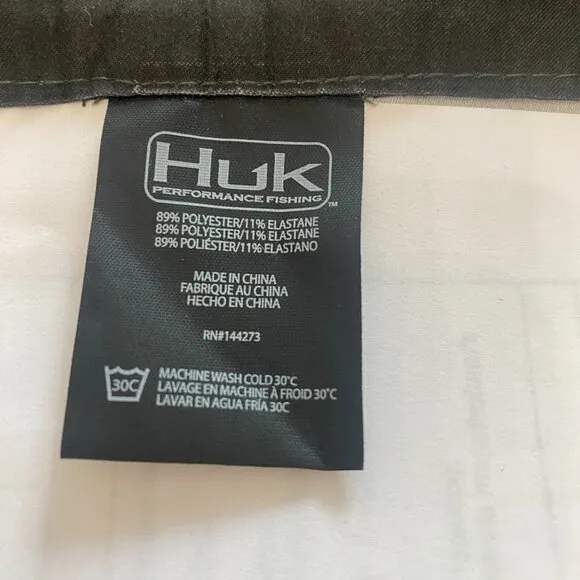 Huk
PERFORMANCE FISHING™
89% POLYESTER/11% ELASTANE
89% POLYESTER/11% ELASTANE
89% POLIÉSTER/11% ELASTANO
MADE IN CHINA
FABRIQUE AU CHINA
HECHO EN CHINA
RN#144273
30C
MACHINE WASH COLD 30°C
LAVAGE EN MACHINE À FROID 30°C
LAVAR EN AGUA FRÍA 30C